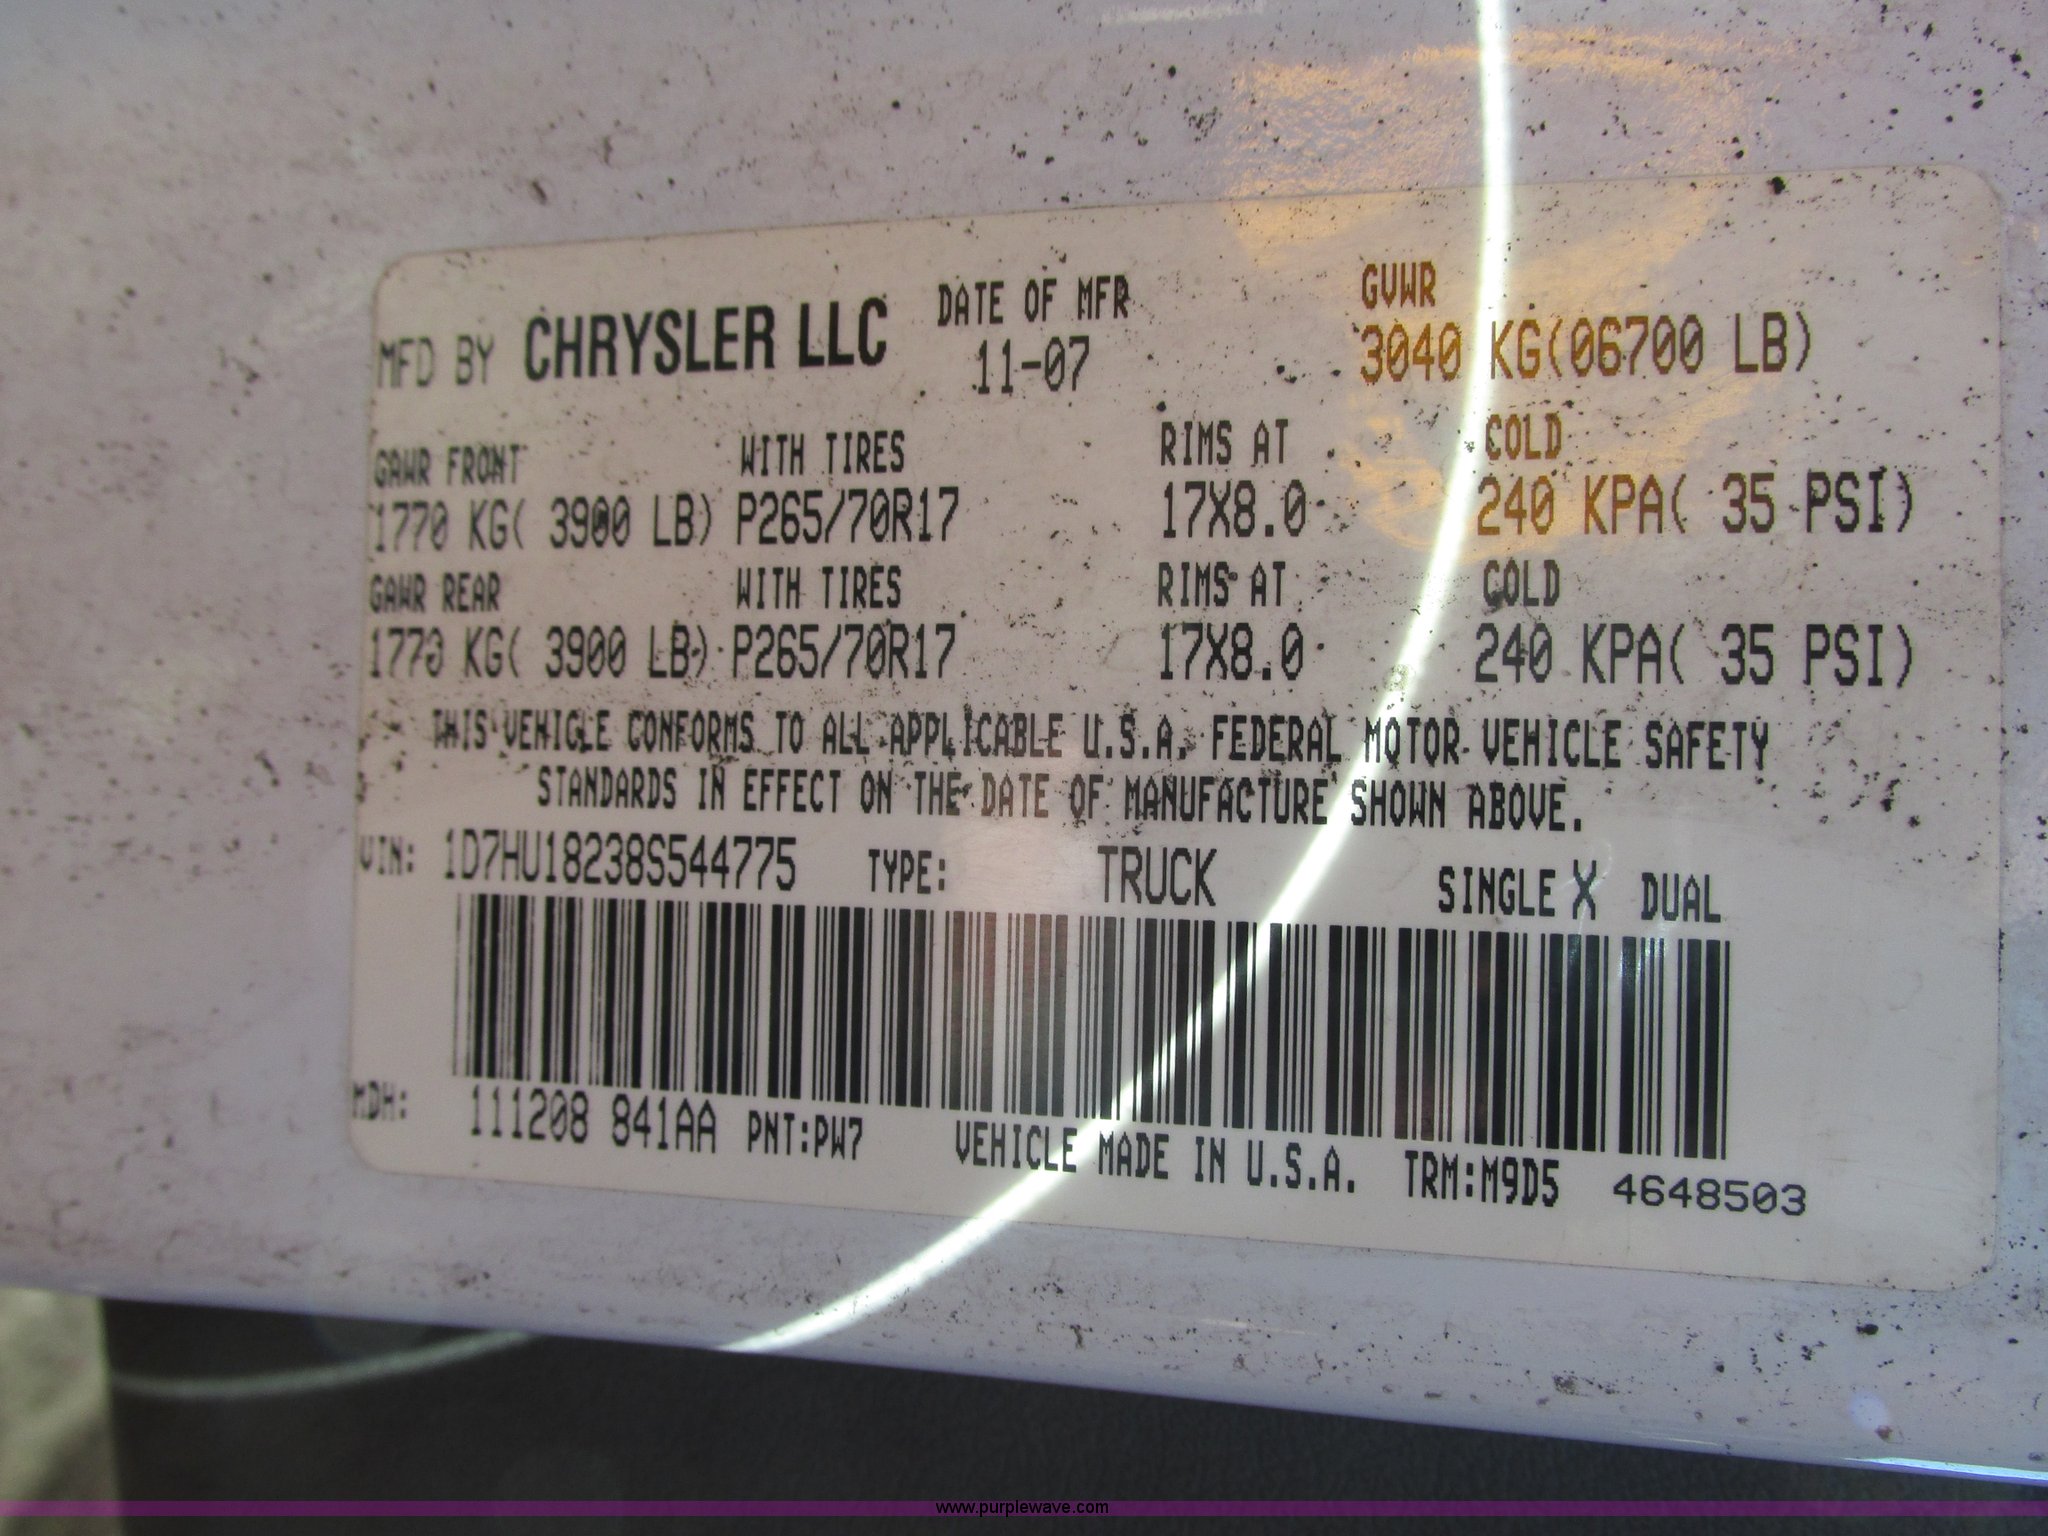 MFD BY CHRYSLER LLC DATE OF MFR GVWR
11-07 3040 KG(06700 LB)
GAWR FRONT WITH TIRES RIMS AT COLD
1770 KG( 3900 LB) P265/70R17 17X8.0 240 KPA( 35 PSI)
GAWR REAR WITH TIRES RIMS AT COLD
1770 KG( 3900 LB) P265/70R17 17X8.0 240 KPA( 35 PSI)
THIS VEHICLE CONFORMS TO ALL APPLICABLE U.S.A. FEDERAL MOTOR VEHICLE SAFETY
STANDARDS IN EFFECT ON THE DATE OF MANUFACTURE SHOWN ABOVE.
VIN: 1D7HU18238S544775 TYPE: TRUCK SINGLE X DUAL
MDH: 111208 841AA PNT:PW7 VEHICLE MADE IN U.S.A. TRM:M9D5 4648503
www.purplewave.com